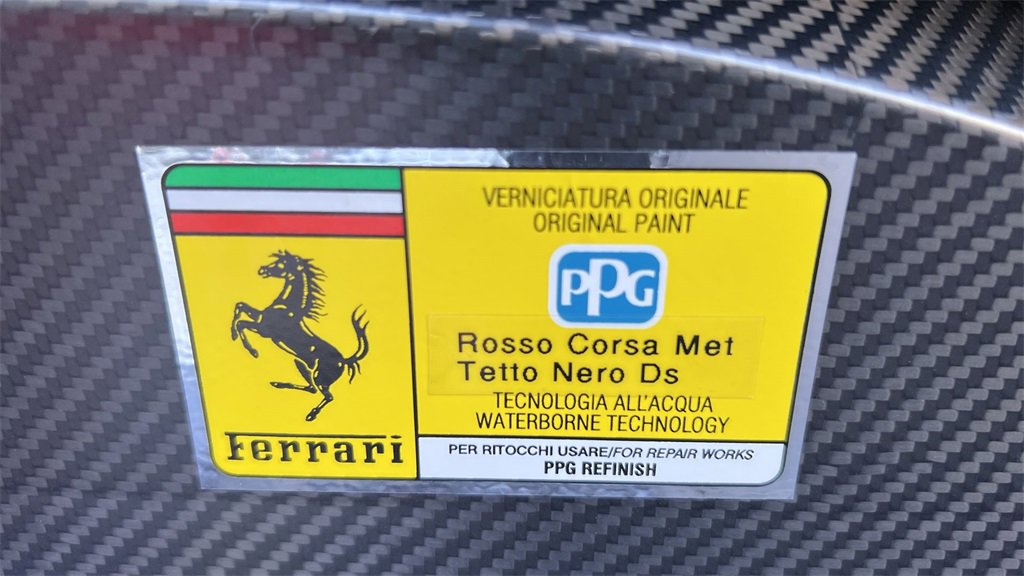 Ferrari
VERNICIATURA ORIGINALE
ORIGINAL PAINT
PPG
Rosso Corsa Met
Tetto Nero Ds
TECNOLOGIA ALL'ACQUA
WATERBORNE TECHNOLOGY
PER RITOCCHI USARE/FOR REPAIR WORKS
PPG REFINISH